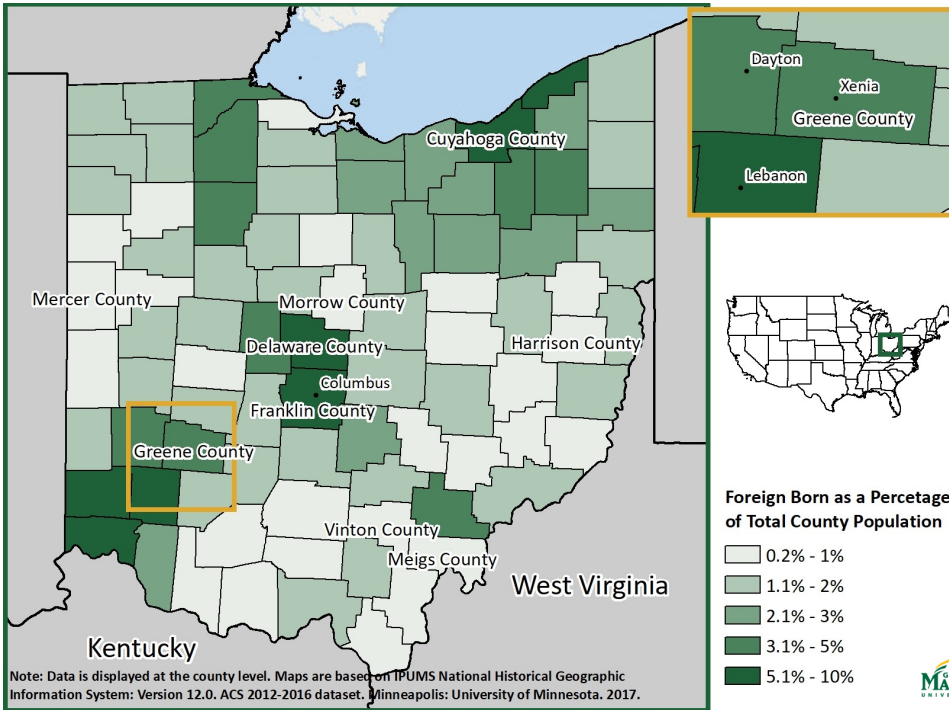 Dayton
Xenia
Greene County
Lebanon
Cuyahoga County
Mercer County
Morrow County
Delaware County
Harrison County
Columbus
Franklin County
Greene County
Vinton County
Meigs County
West Virginia
Kentucky
Note: Data is displayed at the county level. Maps are based on IPUMS National Historical Geographic
Information System: Version 12.0. ACS 2012-2016 dataset. Minneapolis: University of Minnesota. 2017.
Foreign Born as a Percetage
of Total County Population
0.2% - 1%
1.1% - 2%
2.1% - 3%
3.1% - 5%
5.1% - 10%